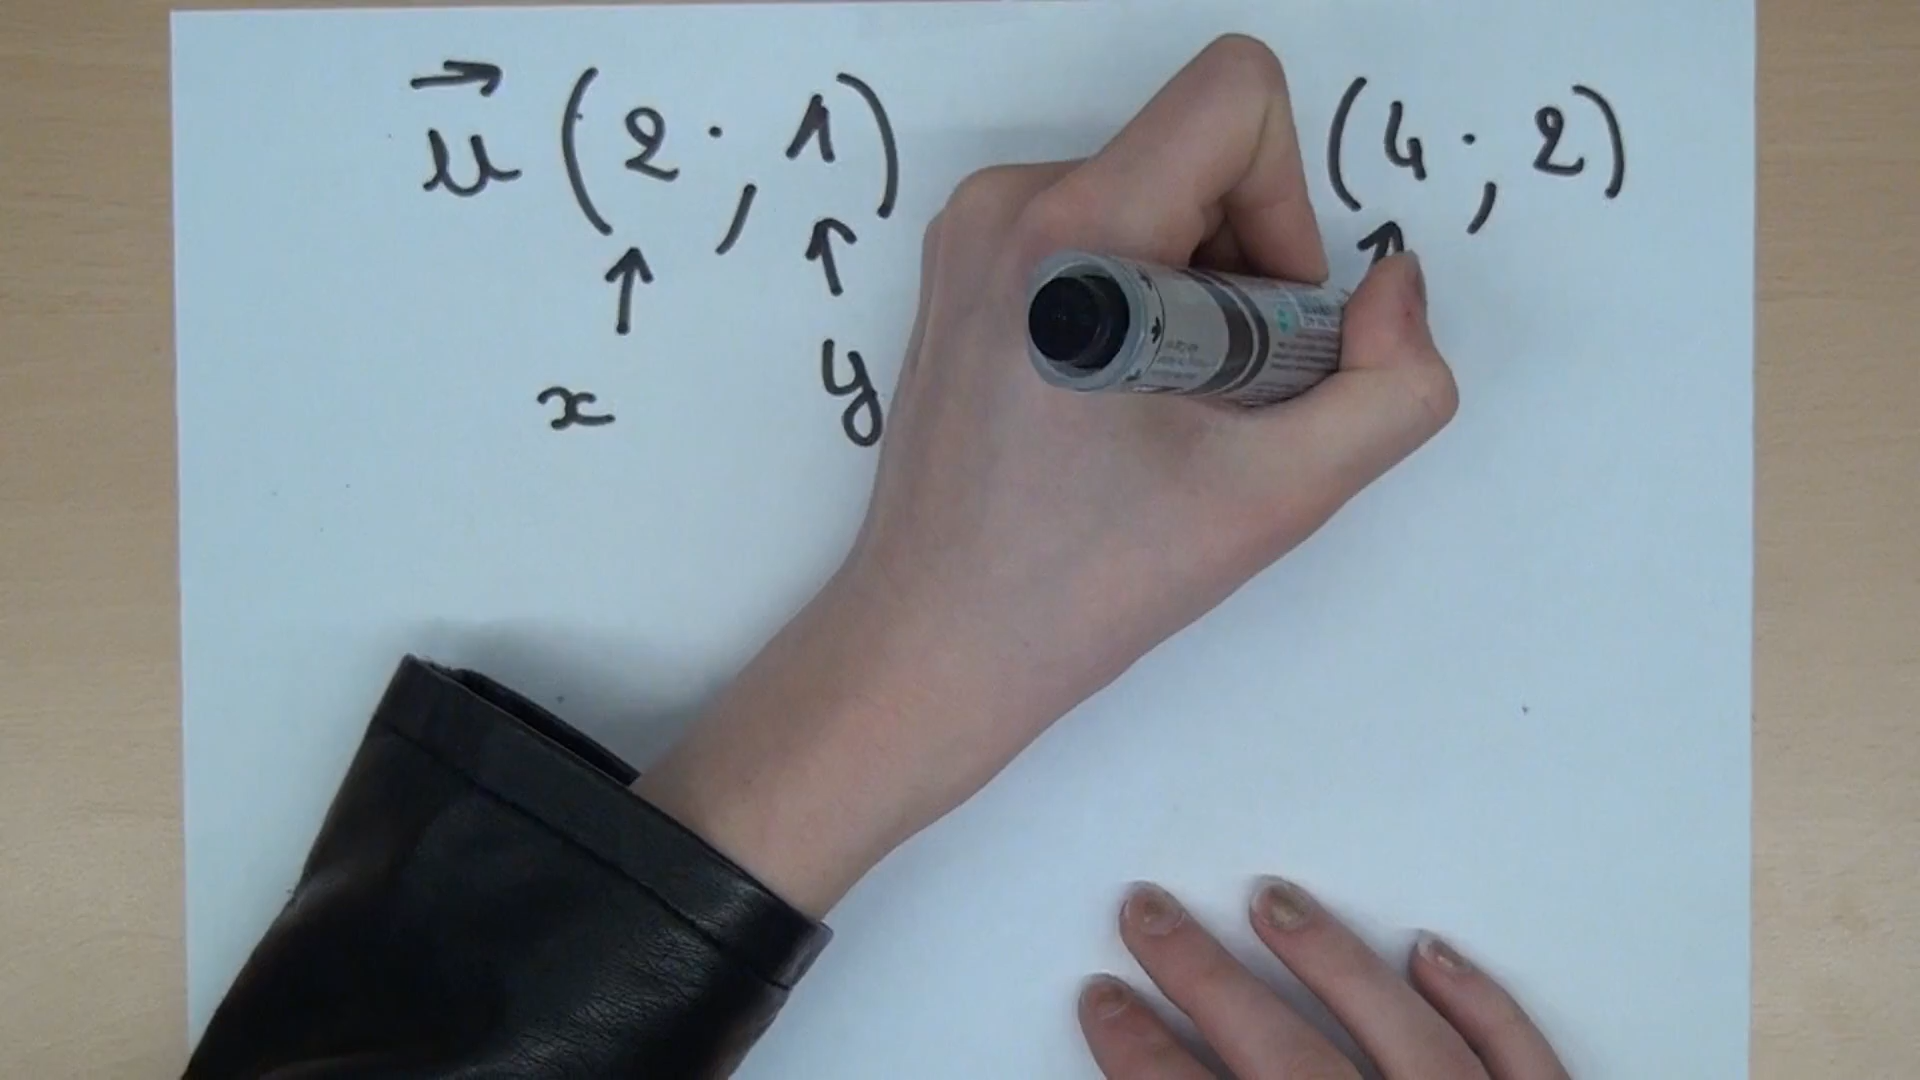 →u (2 ; 1) (4 ; 2)
↑ ↑ ↑
x y